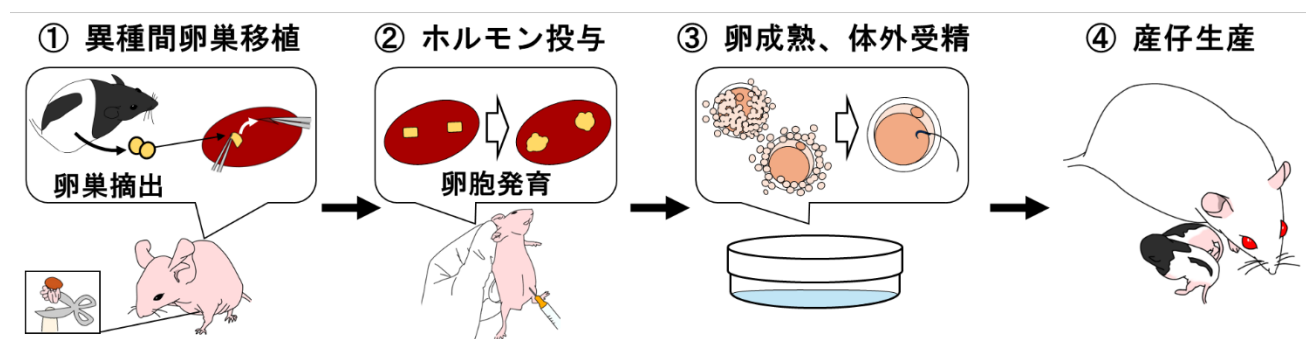 ① 異種間卵巣移植
② ホルモン投与
③ 卵成熟、体外受精
④ 産仔生産
卵巣摘出
卵胞発育